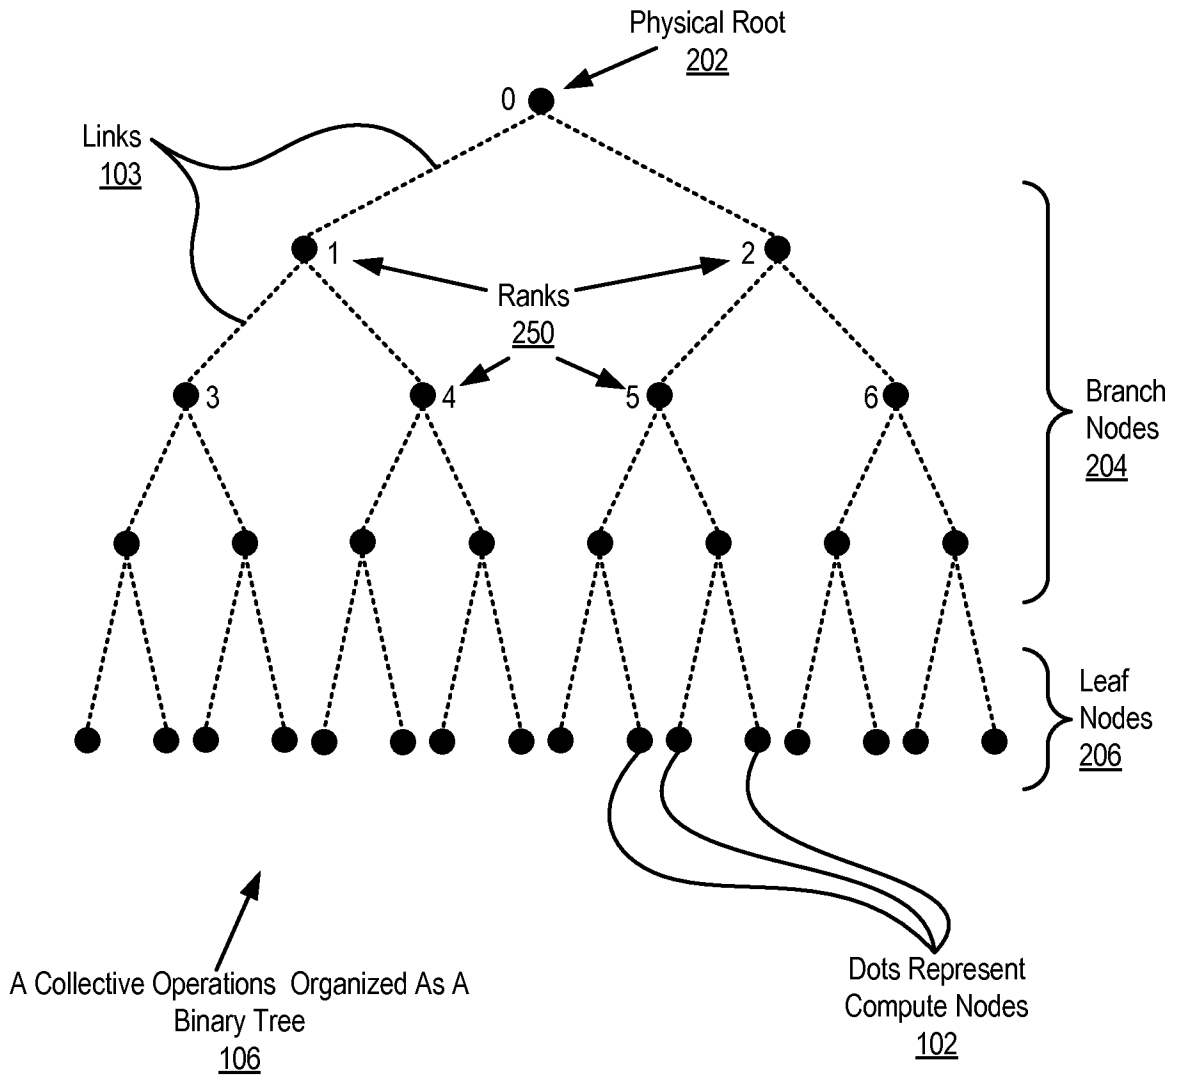 Physical Root
202
0
Links
103
1
2
Ranks
250
3
4
5
6
Branch
Nodes
204
Leaf
Nodes
206
A Collective Operations Organized As A
Binary Tree
106
Dots Represent
Compute Nodes
102